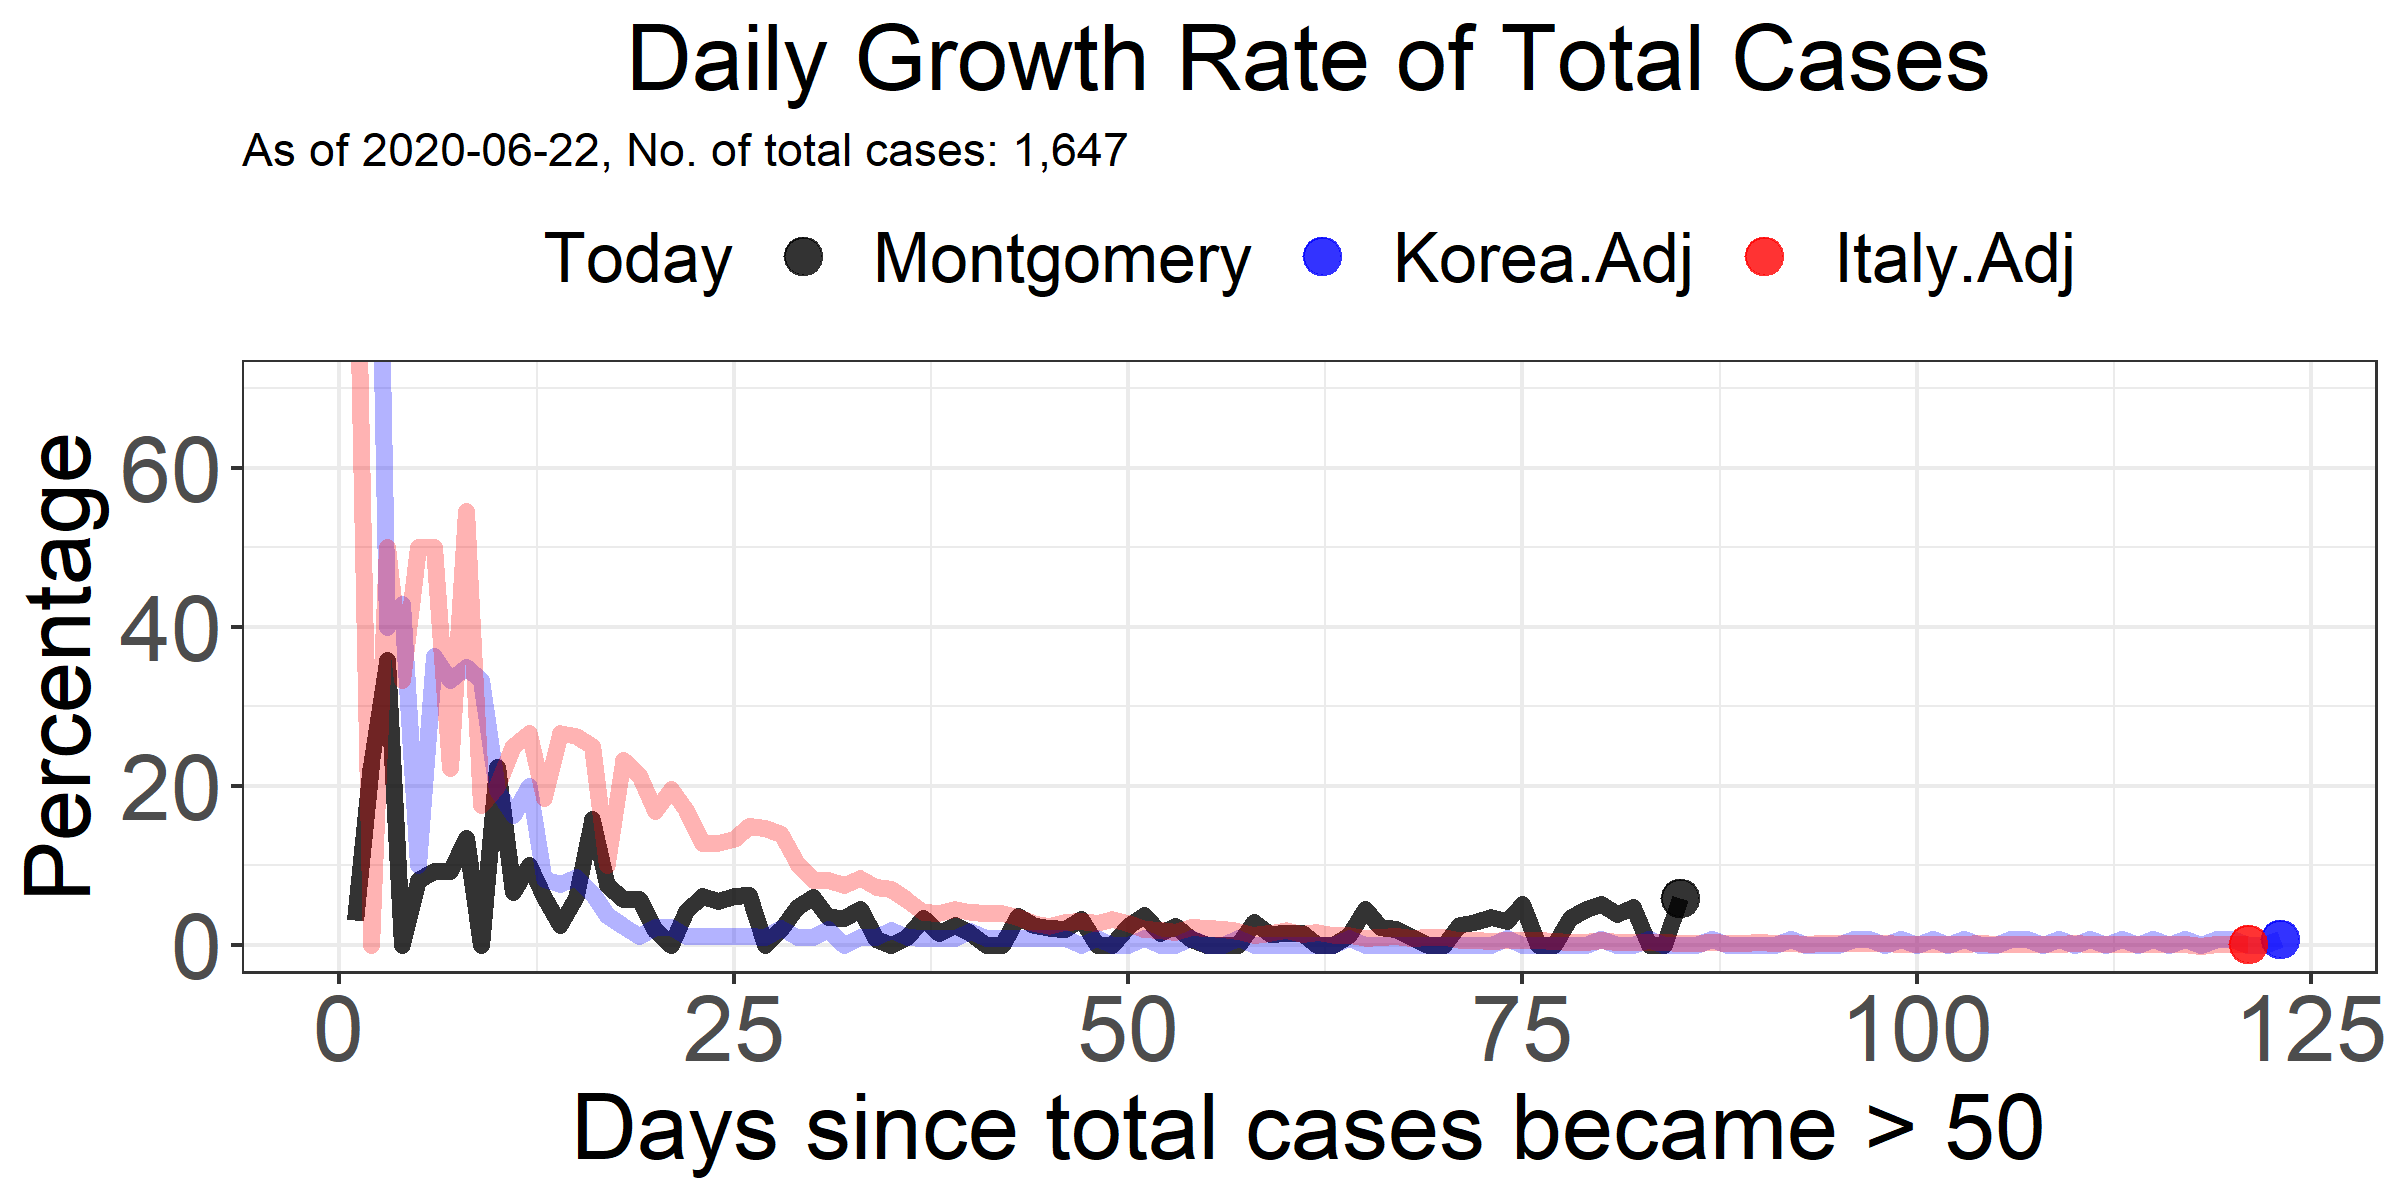 Daily Growth Rate of Total Cases
As of 2020-06-22, No. of total cases: 1,647
Today Montgomery Korea.Adj Italy.Adj
Percentage
60
40
20
0
0 25 50 75 100 125
Days since total cases became > 50